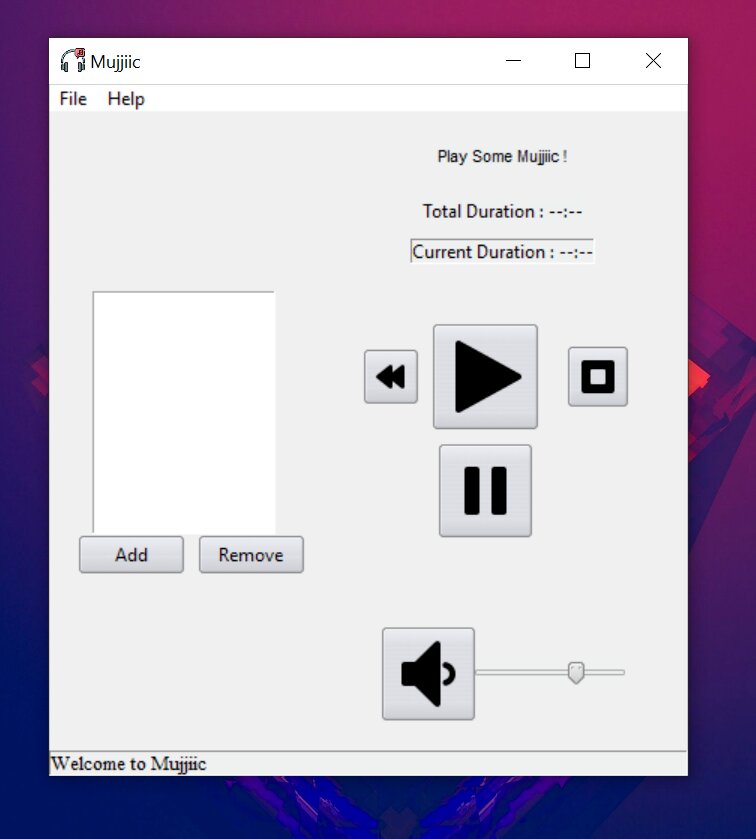 Mujjiic
File Help
Play Some Mujjiic !
Total Duration : --:--
Current Duration : --:--
Add Remove
Welcome to Mujjiic